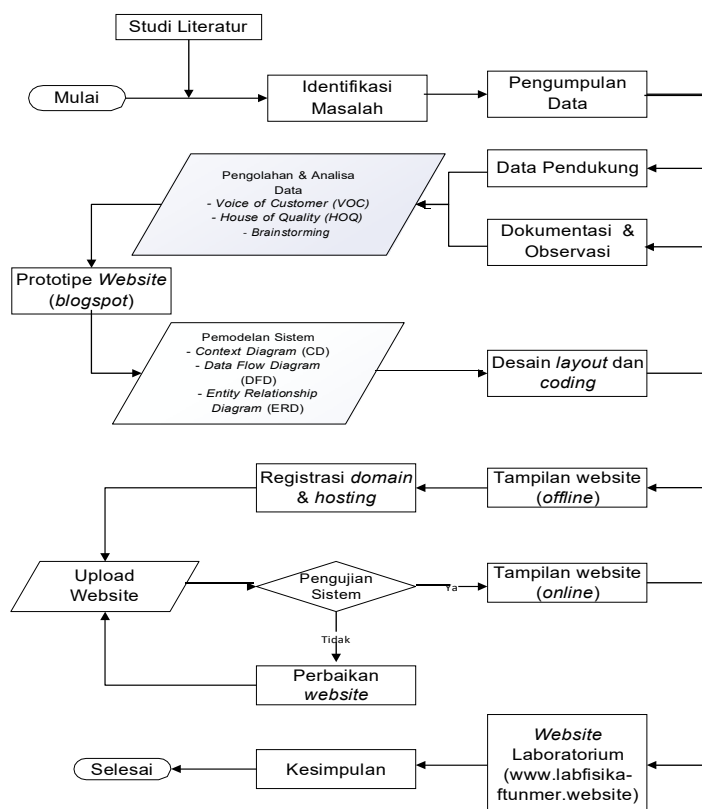 Studi Literatur
Mulai
Identifikasi
Masalah
Pengumpulan
Data
Pengolahan & Analisa
Data
- Voice of Customer (VOC)
- House of Quality (HOQ)
- Brainstorming
Data Pendukung
Dokumentasi &
Observasi
Prototipe Website
(blogspot)
Pemodelan Sistem
- Context Diagram (CD)
- Data Flow Diagram
(DFD)
- Entity Relationship
Diagram (ERD)
Desain layout dan
coding
Registrasi domain
& hosting
Tampilan website
(offline)
Upload
Website
Pengujian
Sistem
Ya
Tampilan website
(online)
Tidak
Perbaikan
website
Website
Laboratorium
(www.labfisika-
ftunmer.website)
Kesimpulan
Selesai